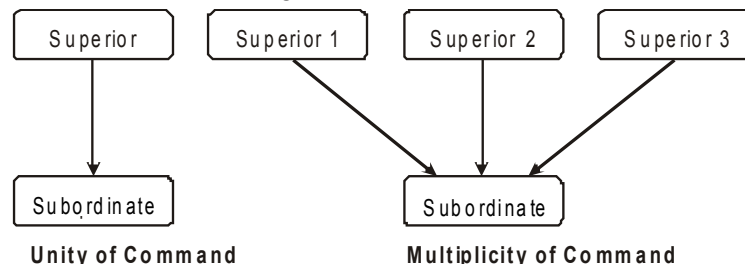 Superior Superior 1 Superior 2 Superior 3
Subordinate Subordinate
Unity of Command Multiplicity of Command